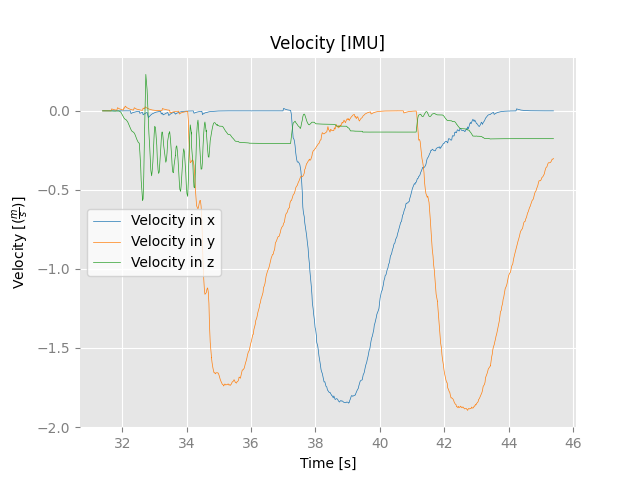 Velocity [IMU]
Velocity [(m/s)]
0.0
−0.5
−1.0
−1.5
−2.0
Velocity in x
Velocity in y
Velocity in z
32 34 36 38 40 42 44 46
Time [s]